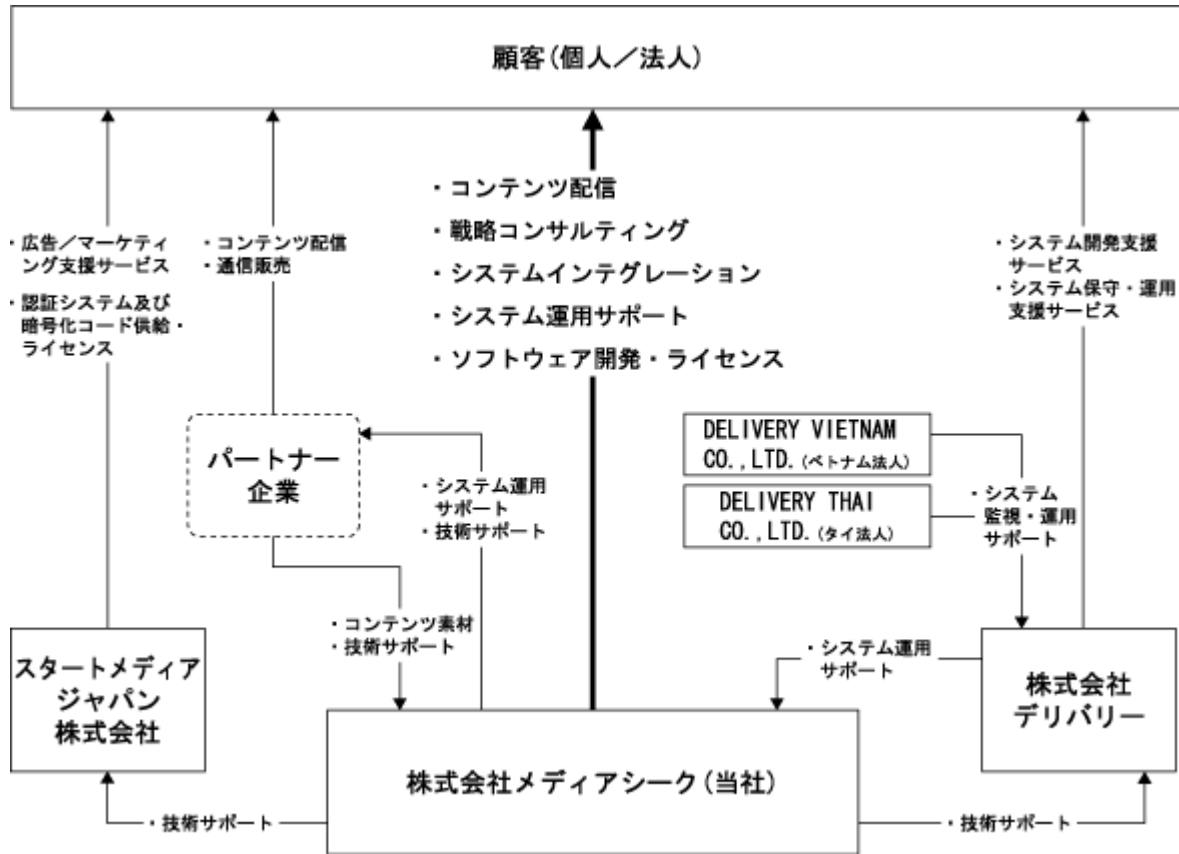 顧客(個人／法人)
・広告／マーケティ
ング支援サービス
・認証システム及び
暗号化コード供給・
ライセンス
・コンテンツ配信
・通信販売
・コンテンツ配信
・戦略コンサルティング
・システムインテグレーション
・システム運用サポート
・ソフトウェア開発・ライセンス
・システム開発支援
サービス
・システム保守・運用
支援サービス
パートナー
企業
・システム運用
サポート
・技術サポート
DELIVERY VIETNAM
CO.,LTD.(ベトナム法人)
DELIVERY THAI
CO.,LTD.(タイ法人)
・システム
監視・運用
サポート
・コンテンツ素材
・技術サポート
・システム運用
サポート
スタートメディア
ジャパン
株式会社
株式会社
デリバリー
株式会社メディアシーク(当社)
・技術サポート
・技術サポート